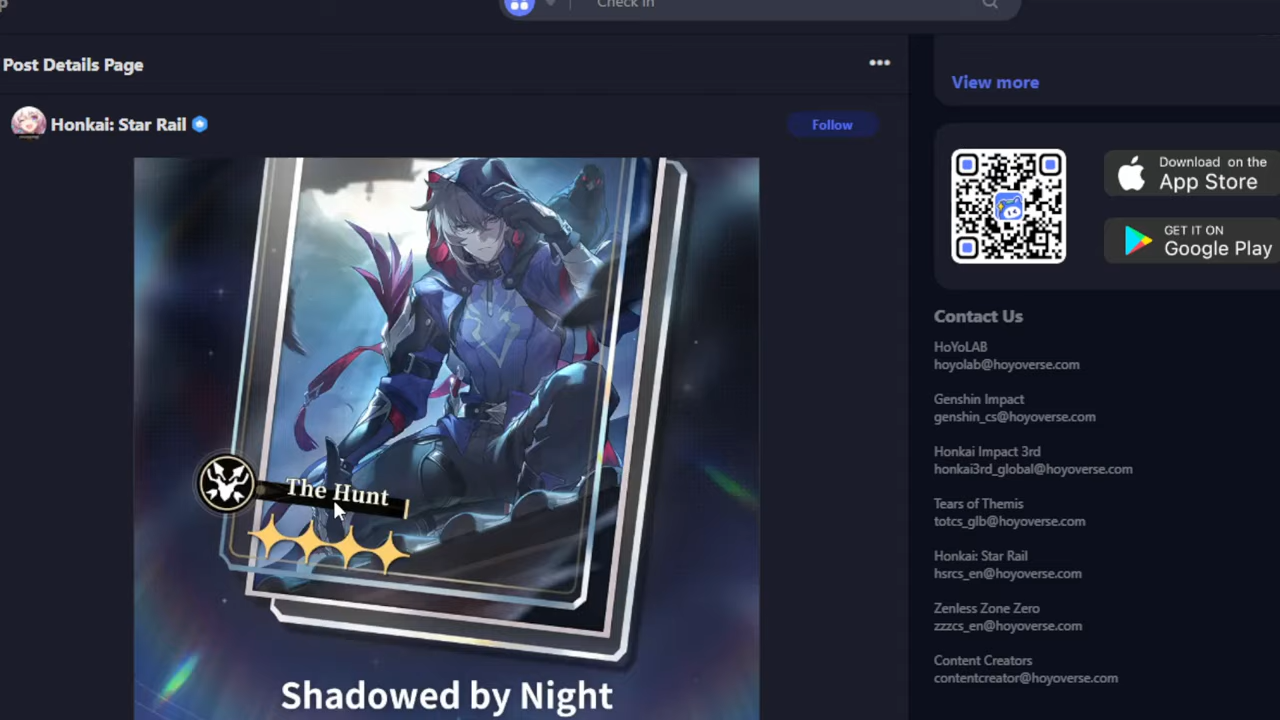 p
Check In
Post Details Page
Honkai: Star Rail
Follow
The Hunt
Shadowed by Night
View more
Download on the
App Store
GET IT ON
Google Play
Contact Us
HoYoLAB
hoyolab@hoyoverse.com
Genshin Impact
genshin_cs@hoyoverse.com
Honkai Impact 3rd
honkai3rd_global@hoyoverse.com
Tears of Themis
totcs_glb@hoyoverse.com
Honkai: Star Rail
hsrcs_en@hoyoverse.com
Zenless Zone Zero
zzzcs_en@hoyoverse.com
Content Creators
contentcreator@hoyoverse.com